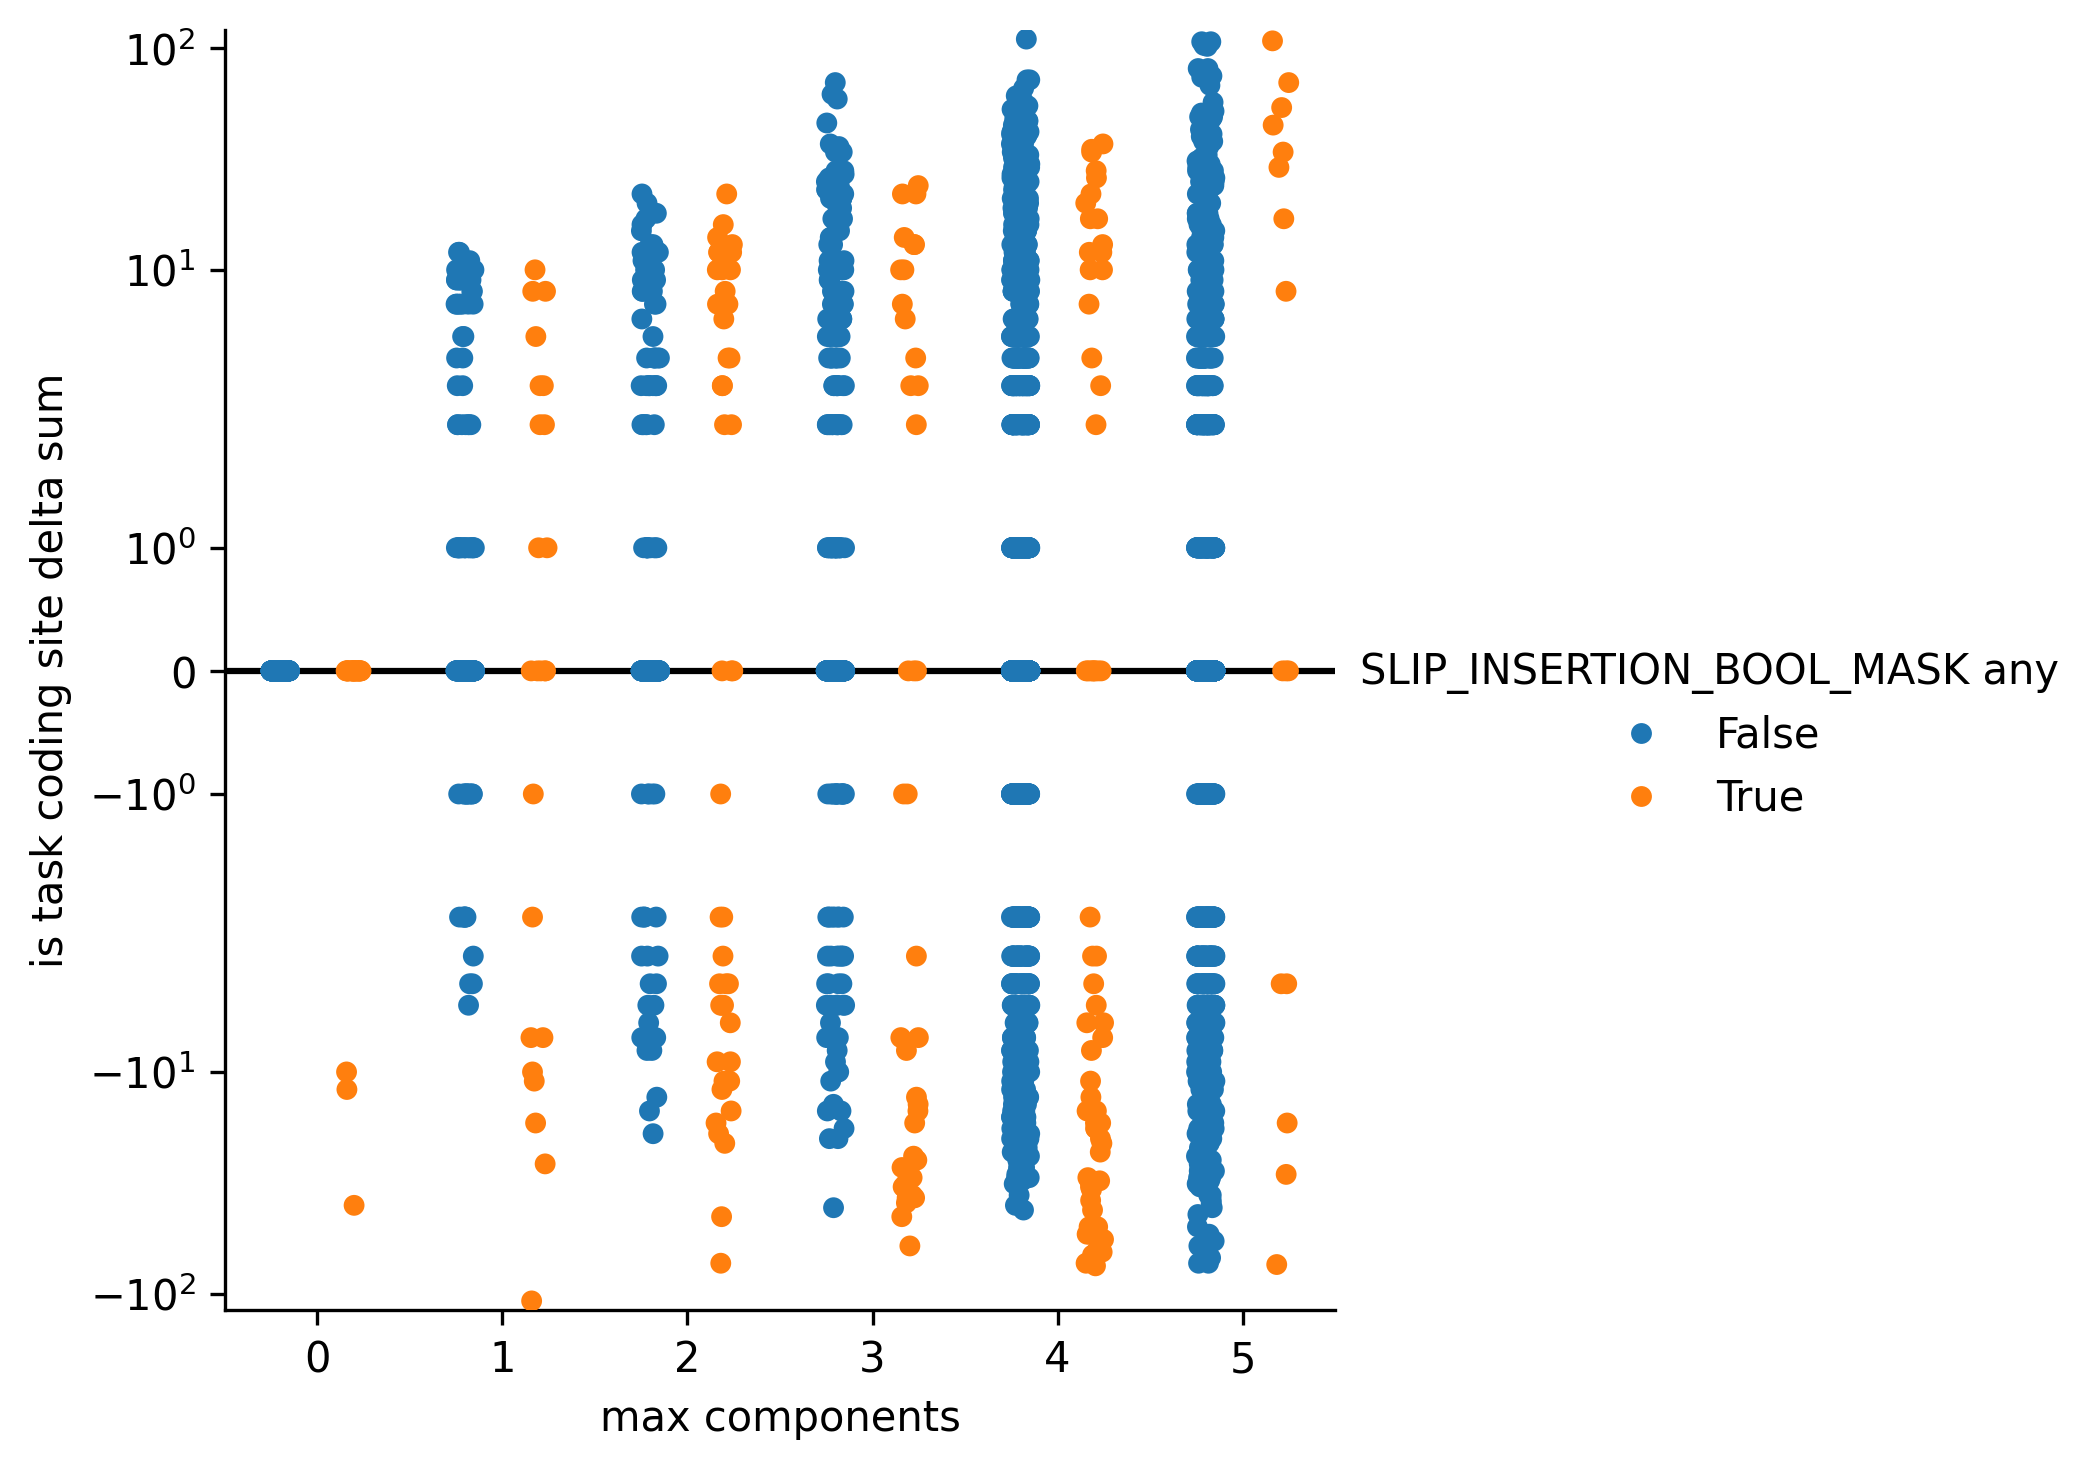 10²
10¹
10⁰
0
−10⁰
−10¹
−10²
is task coding site delta sum
0 1 2 3 4 5
max components
SLIP_INSERTION_BOOL_MASK any
False
True